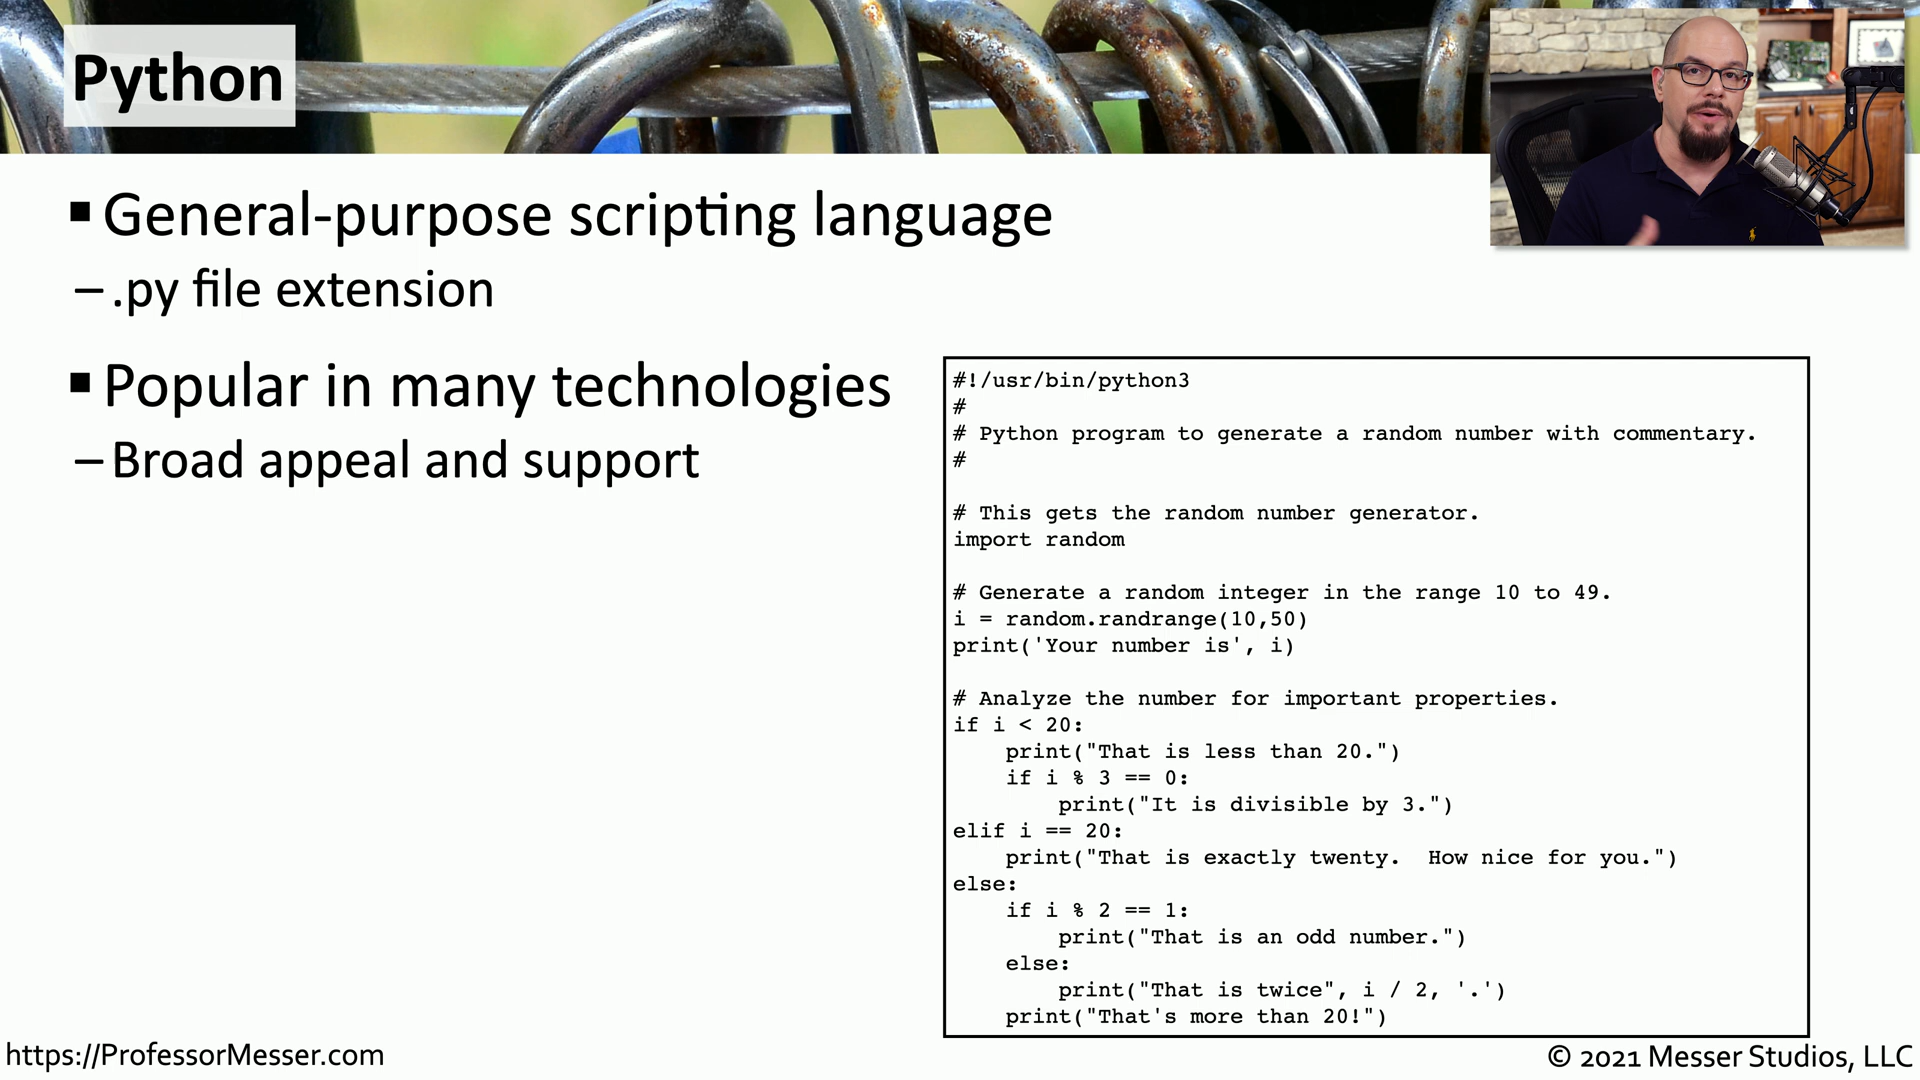 Python
▪ General-purpose scripting language
– .py file extension
▪ Popular in many technologies
– Broad appeal and support
#!/usr/bin/python3
#
# Python program to generate a random number with commentary.
#

# This gets the random number generator.
import random

# Generate a random integer in the range 10 to 49.
i = random.randrange(10,50)
print('Your number is', i)

# Analyze the number for important properties.
if i < 20:
    print("That is less than 20.")
    if i % 3 == 0:
        print("It is divisible by 3.")
elif i == 20:
    print("That is exactly twenty.  How nice for you.")
else:
    if i % 2 == 1:
        print("That is an odd number.")
    else:
        print("That is twice", i / 2, '.')
    print("That's more than 20!")
https://ProfessorMesser.com
© 2021 Messer Studios, LLC